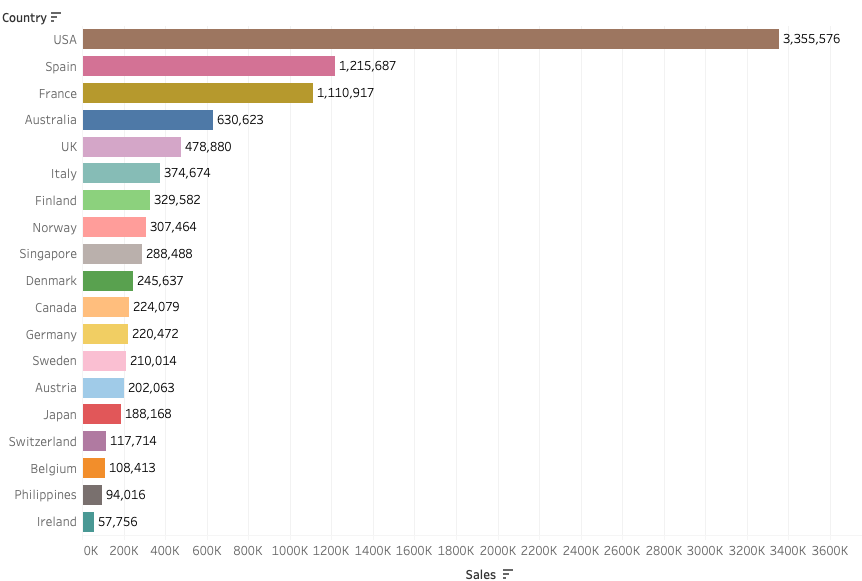 Country
USA 3,355,576
Spain 1,215,687
France 1,110,917
Australia 630,623
UK 478,880
Italy 374,674
Finland 329,582
Norway 307,464
Singapore 288,488
Denmark 245,637
Canada 224,079
Germany 220,472
Sweden 210,014
Austria 202,063
Japan 188,168
Switzerland 117,714
Belgium 108,413
Philippines 94,016
Ireland 57,756
0K 200K 400K 600K 800K 1000K 1200K 1400K 1600K 1800K 2000K 2200K 2400K 2600K 2800K 3000K 3200K 3400K 3600K
Sales